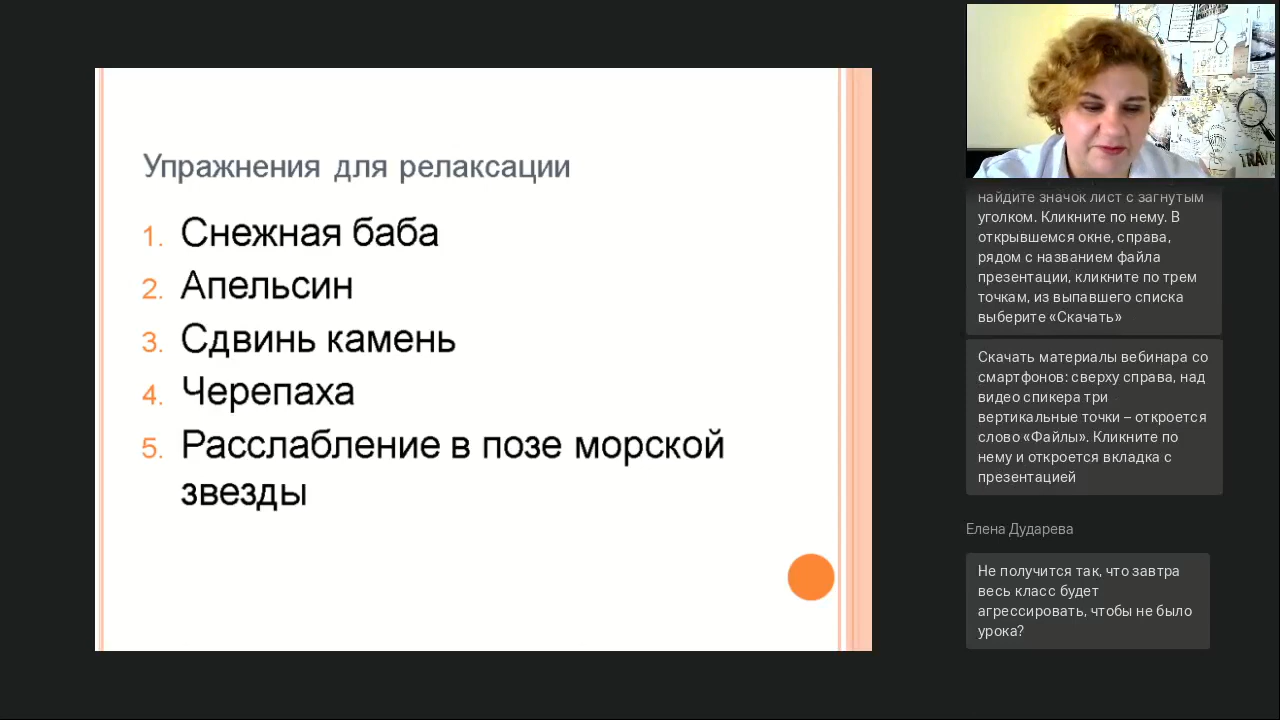 Упражнения для релаксации
1. Снежная баба
2. Апельсин
3. Сдвинь камень
4. Черепаха
5. Расслабление в позе морской
звезды
TRAV
найдите значок лист с загнутым
уголком. Кликните по нему. В
открывшемся окне, справа,
рядом с названием файла
презентации, кликните по трем
точкам, из выпавшего списка
выберите «Скачать»
Скачать материалы вебинара со
смартфонов: сверху справа, над
видео спикера три
вертикальные точки – откроется
слово «Файлы». Кликните по
нему и откроется вкладка с
презентацией
Елена Дударева
Не получится так, что завтра
весь класс будет
агрессировать, чтобы не было
урока?